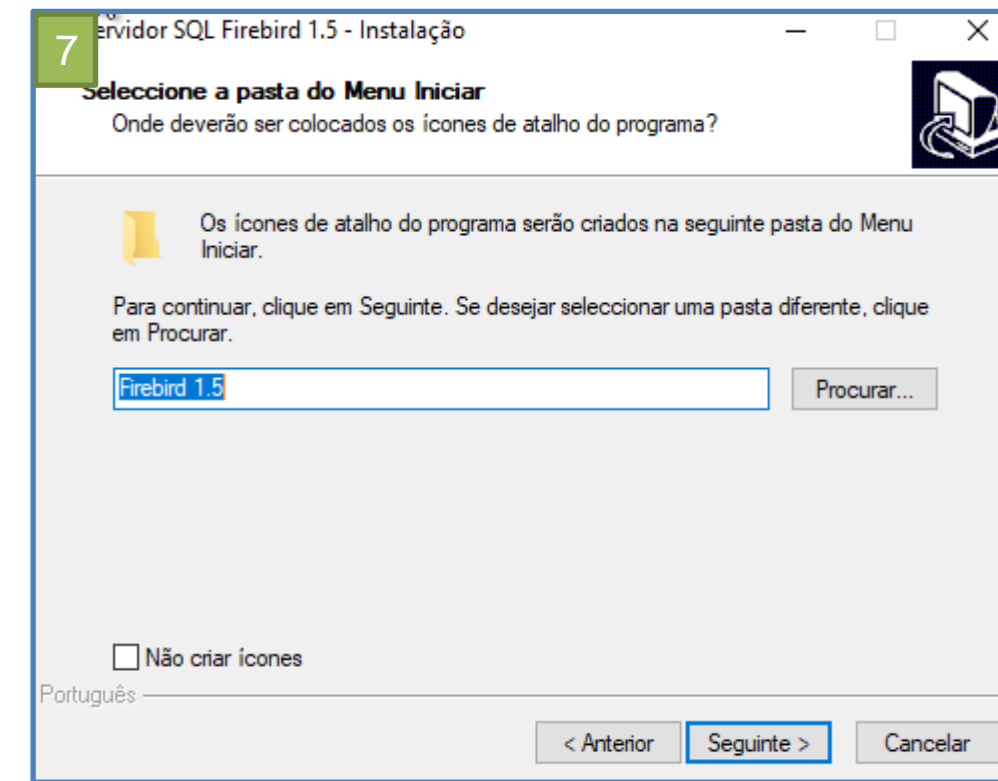 7
ervidor SQL Firebird 1.5 - Instalação
Seleccione a pasta do Menu Iniciar
Onde deverão ser colocados os ícones de atalho do programa?
Os ícones de atalho do programa serão criados na seguinte pasta do Menu
Iniciar.
Para continuar, clique em Seguinte. Se desejar seleccionar uma pasta diferente, clique
em Procurar.
Firebird 1.5
Procurar...
Não criar ícones
Português
< Anterior
Seguinte >
Cancelar